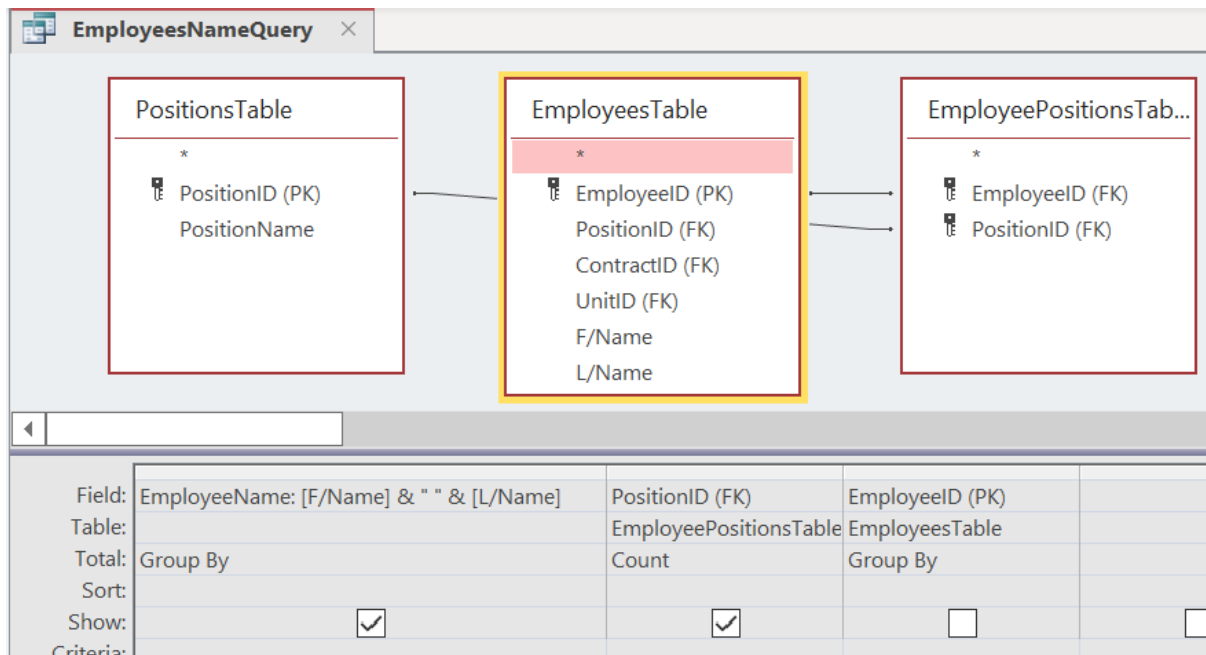 EmployeesNameQuery
PositionsTable
*
PositionID (PK)
PositionName
EmployeesTable
*
EmployeeID (PK)
PositionID (FK)
ContractID (FK)
UnitID (FK)
F/Name
L/Name
EmployeePositionsTab...
*
EmployeeID (FK)
PositionID (FK)
Field: EmployeeName: [F/Name] & " " & [L/Name] PositionID (FK) EmployeeID (PK)
Table: EmployeePositionsTable EmployeesTable
Total: Group By Count Group By
Sort:
Show:
Criteria: